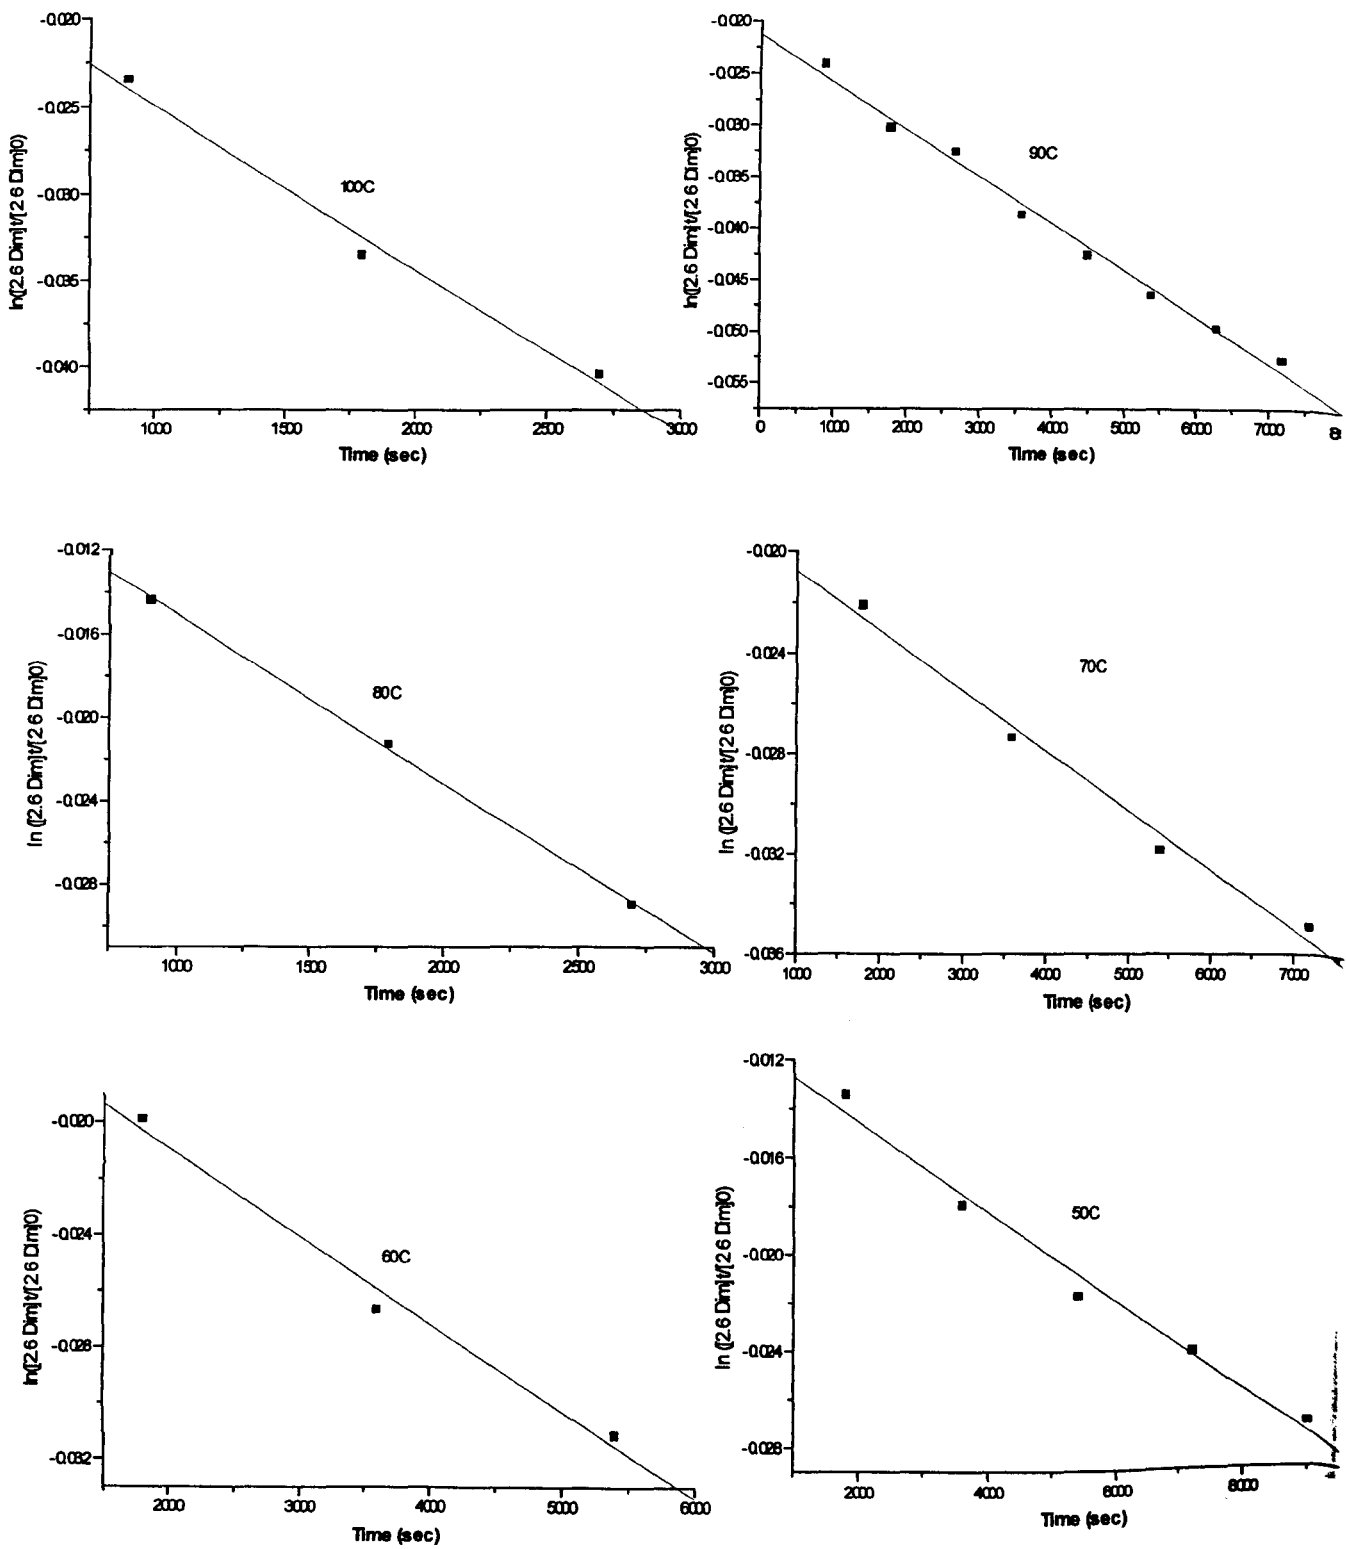 -0.020
-0.025
-0.030
-0.035
-0.040
ln([2.6 Dim]t/[2.6 Dim]0)
100C
1000 1500 2000 2500 3000
Time (sec)
-0.020
-0.025
-0.030
-0.035
-0.040
-0.045
-0.050
-0.055
ln([2.6 Dim]t/[2.6 Dim]0)
90C
0 1000 2000 3000 4000 5000 6000 7000 8
Time (sec)
-0.012
-0.016
-0.020
-0.024
-0.028
ln ([2.6 Dim]t/[2.6 Dim]0)
80C
1000 1500 2000 2500 3000
Time (sec)
-0.020
-0.024
-0.028
-0.032
-0.036
ln ([2.6 Dim]t/[2.6 Dim]0)
70C
1000 2000 3000 4000 5000 6000 7000
Time (sec)
-0.020
-0.024
-0.028
-0.032
ln([2.6 Dim]t/[2.6 Dim]0)
60C
2000 3000 4000 5000 6000
Time (sec)
-0.012
-0.016
-0.020
-0.024
-0.028
ln ([2.6 Dim]t/[2.6 Dim]0)
50C
2000 4000 6000 8000
Time (sec)